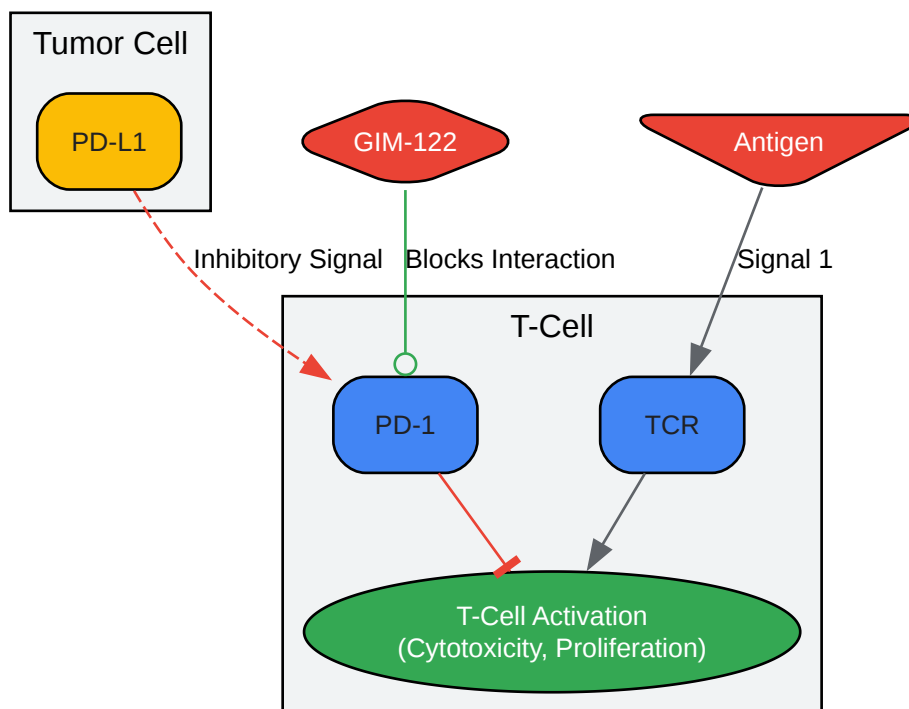 Tumor Cell
PD-L1
GIM-122
Antigen
Inhibitory Signal
Blocks Interaction
Signal 1
T-Cell
PD-1
TCR
T-Cell Activation
(Cytotoxicity, Proliferation)